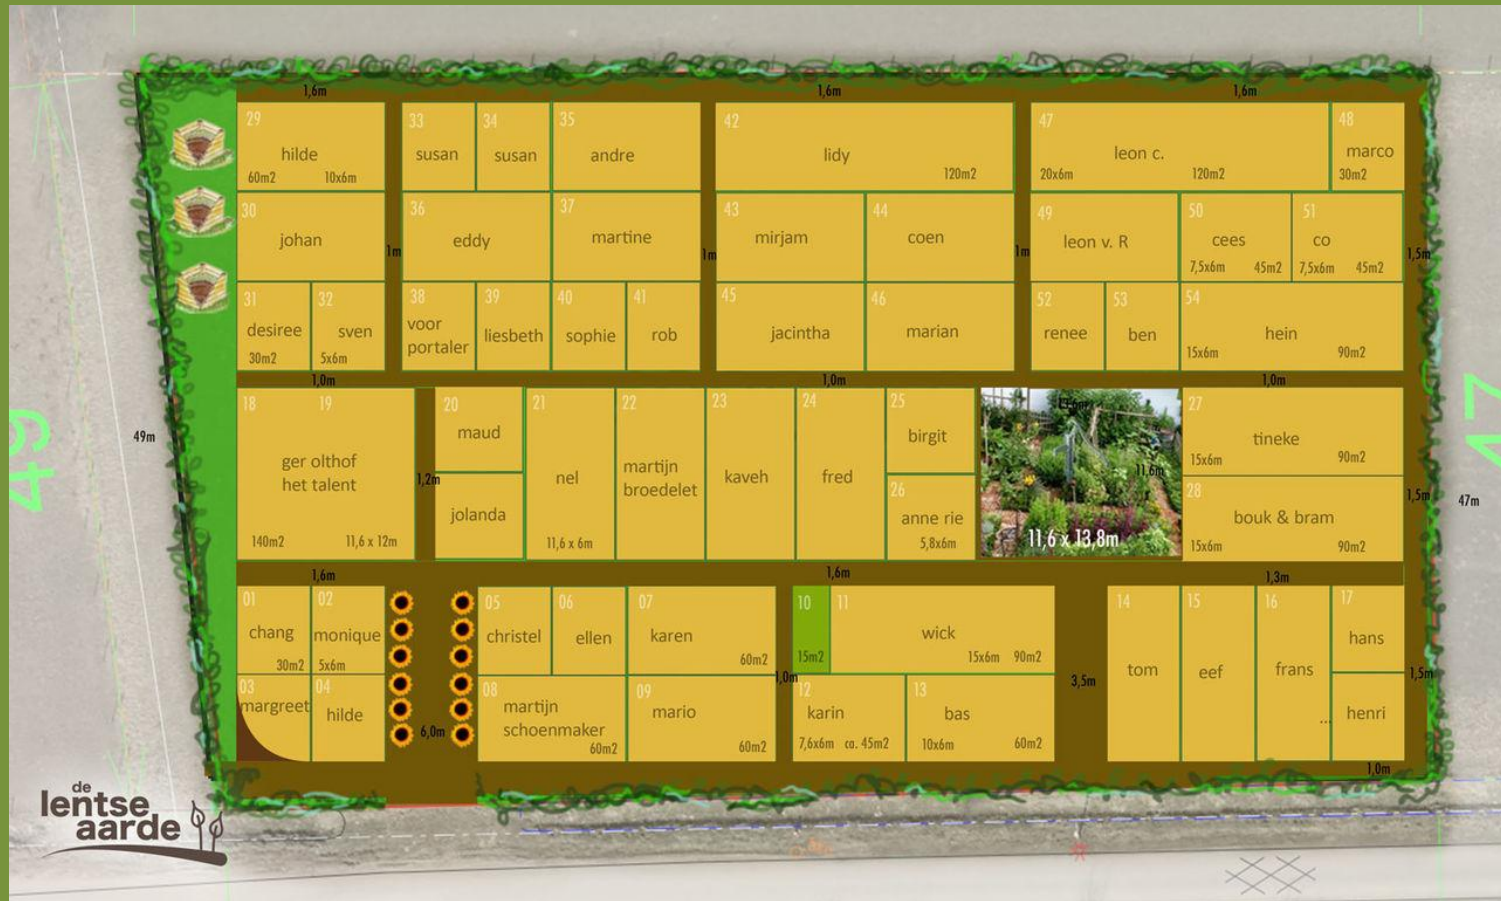 1,6m
1,6m
1,6m
29
hilde
60m2 10x6m
33
susan
34
susan
35
andre
42
lidy
120m2
47
leon c.
20x6m 120m2
48
marco
30m2
30
johan
1m
36
eddy
37
martine
1m
43
mirjam
44
coen
1m
49
leon v. R
50
cees
7,5x6m 45m2
51
co
7,5x6m 45m2
1,5m
31
desiree
30m2
32
sven
5x6m
38
voor
portaler
39
liesbeth
40
sophie
41
rob
45
jacintha
46
marian
52
renee
53
ben
54
hein
15x6m 90m2
1,0m
1,0m
1,0m
49
49m
18 19
ger olthof
het talent
140m2 11,6 x 12m
1,2m
20
maud
jolanda
21
nel
11,6 x 6m
22
martijn
broedelet
23
kaveh
24
fred
25
birgit
26
anne rie
5,8x6m
11,6m
11,6 x 13,8m
27
tineke
15x6m 90m2
28
bouk & bram
15x6m 90m2
1,5m
47
47m
1,6m
1,6m
1,3m
01
chang
30m2
02
monique
5x6m
03
margreet
04
hilde
6,0m
05
christel
06
ellen
07
karen
60m2
08
martijn
schoenmaker
60m2
09
mario
60m2
1,0m
10
15m2
11
wick
15x6m 90m2
12
karin
7,6x6m ca. 45m2
13
bas
10x6m 60m2
3,5m
14
tom
15
eef
16
frans
...
17
hans
henri
1,5m
1,0m
de
lentse
aarde